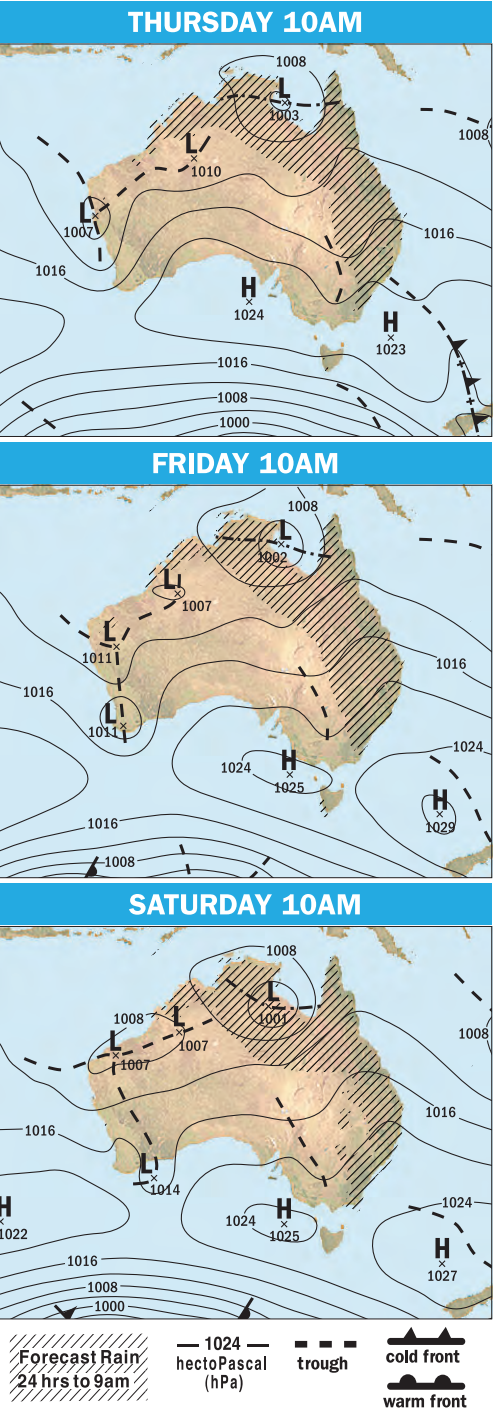 THURSDAY 10AM
1008
L
1003
1008
L
1010
L
1007
1016
1016
H
1024
H
1023
1016
1008
1000
FRIDAY 10AM
1008
L
1002
L
1007
L
1011
1016
1016
L
1011
1024
1024
H
1025
H
1029
1016
1008
SATURDAY 10AM
1008
L
1001
1008
L
1007
1008
L
1007
1016
1016
L
1014
H
1022
1024
H
1025
1024
H
1027
1016
1008
1000
Forecast Rain
24 hrs to 9am
1024
hectoPascal
(hPa)
trough
cold front
warm front